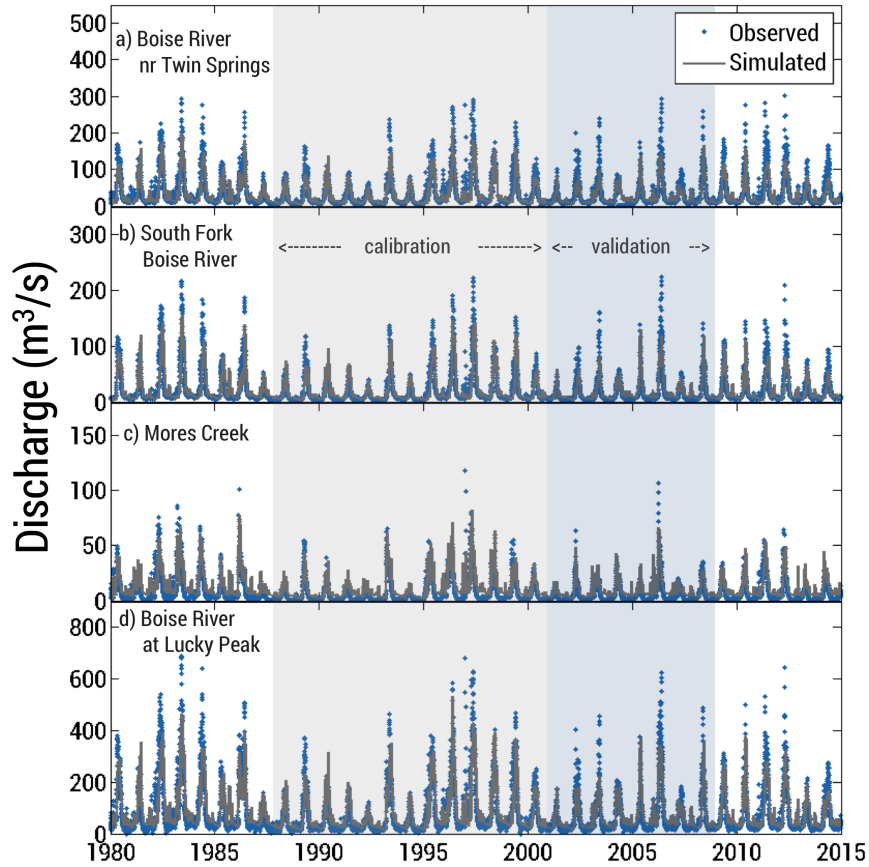 Discharge (m³/s)
550
400
300
200
100
0
a) Boise River
nr Twin Springs
Observed
Simulated
300
200
100
0
b) South Fork
Boise River
<--------- calibration --------->
<-- validation -->
150
100
50
0
c) Mores Creek
800
600
400
200
0
d) Boise River
at Lucky Peak
1980 1985 1990 1995 2000 2005 2010 2015